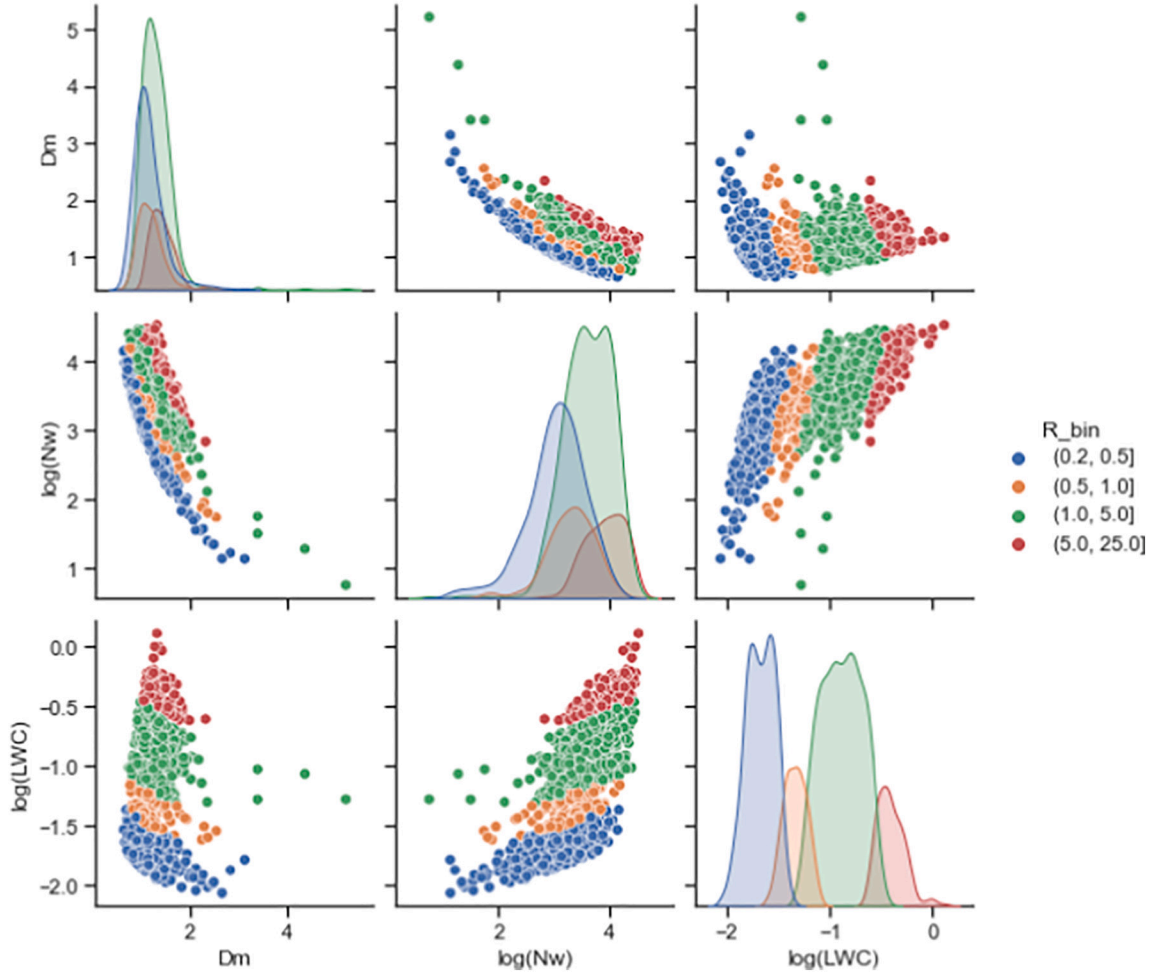 5
4
3
2
1
Dm
4
3
2
1
log(Nw)
R_bin
(0.2, 0.5]
(0.5, 1.0]
(1.0, 5.0]
(5.0, 25.0]
0.0
−0.5
−1.0
−1.5
−2.0
log(LWC)
2 4
Dm
2 4
log(Nw)
−2 −1 0
log(LWC)